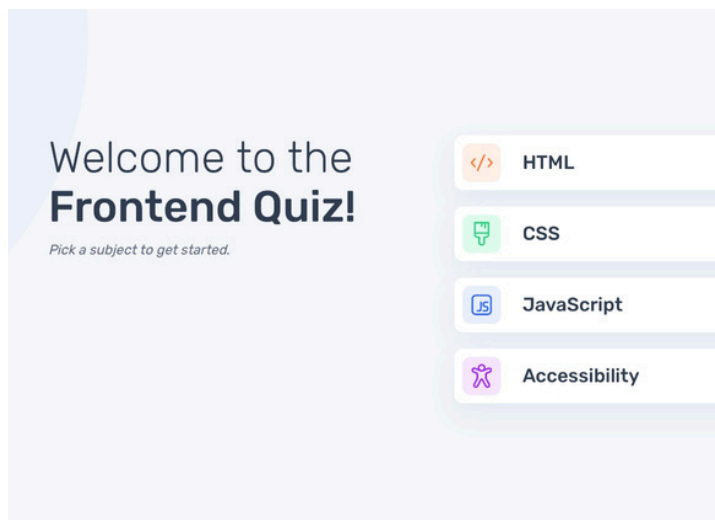 Welcome to the
Frontend Quiz!
Pick a subject to get started.
</> HTML
CSS
JS JavaScript
Accessibility